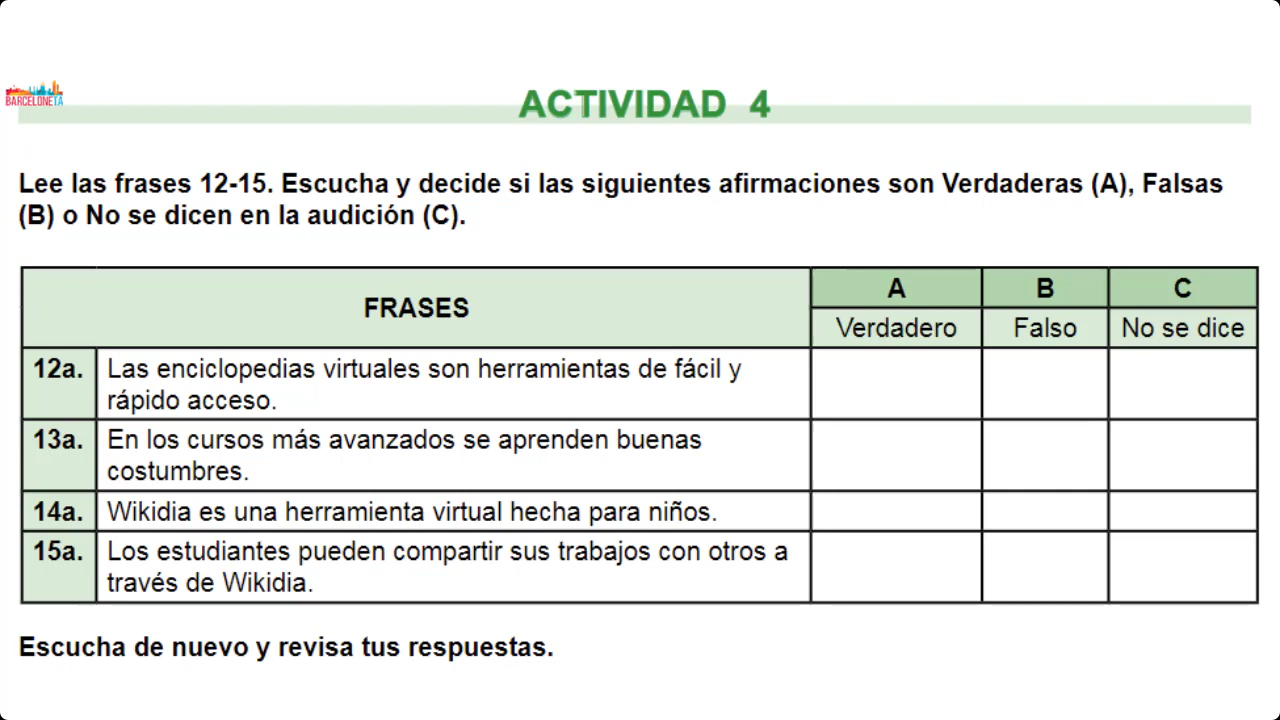 BARCELONETA
ACTIVIDAD 4
Lee las frases 12-15. Escucha y decide si las siguientes afirmaciones son Verdaderas (A), Falsas
(B) o No se dicen en la audición (C).
FRASES
A
B
C
Verdadero
Falso
No se dice
12a. Las enciclopedias virtuales son herramientas de fácil y
rápido acceso.
13a. En los cursos más avanzados se aprenden buenas
costumbres.
14a. Wikidia es una herramienta virtual hecha para niños.
15a. Los estudiantes pueden compartir sus trabajos con otros a
través de Wikidia.
Escucha de nuevo y revisa tus respuestas.